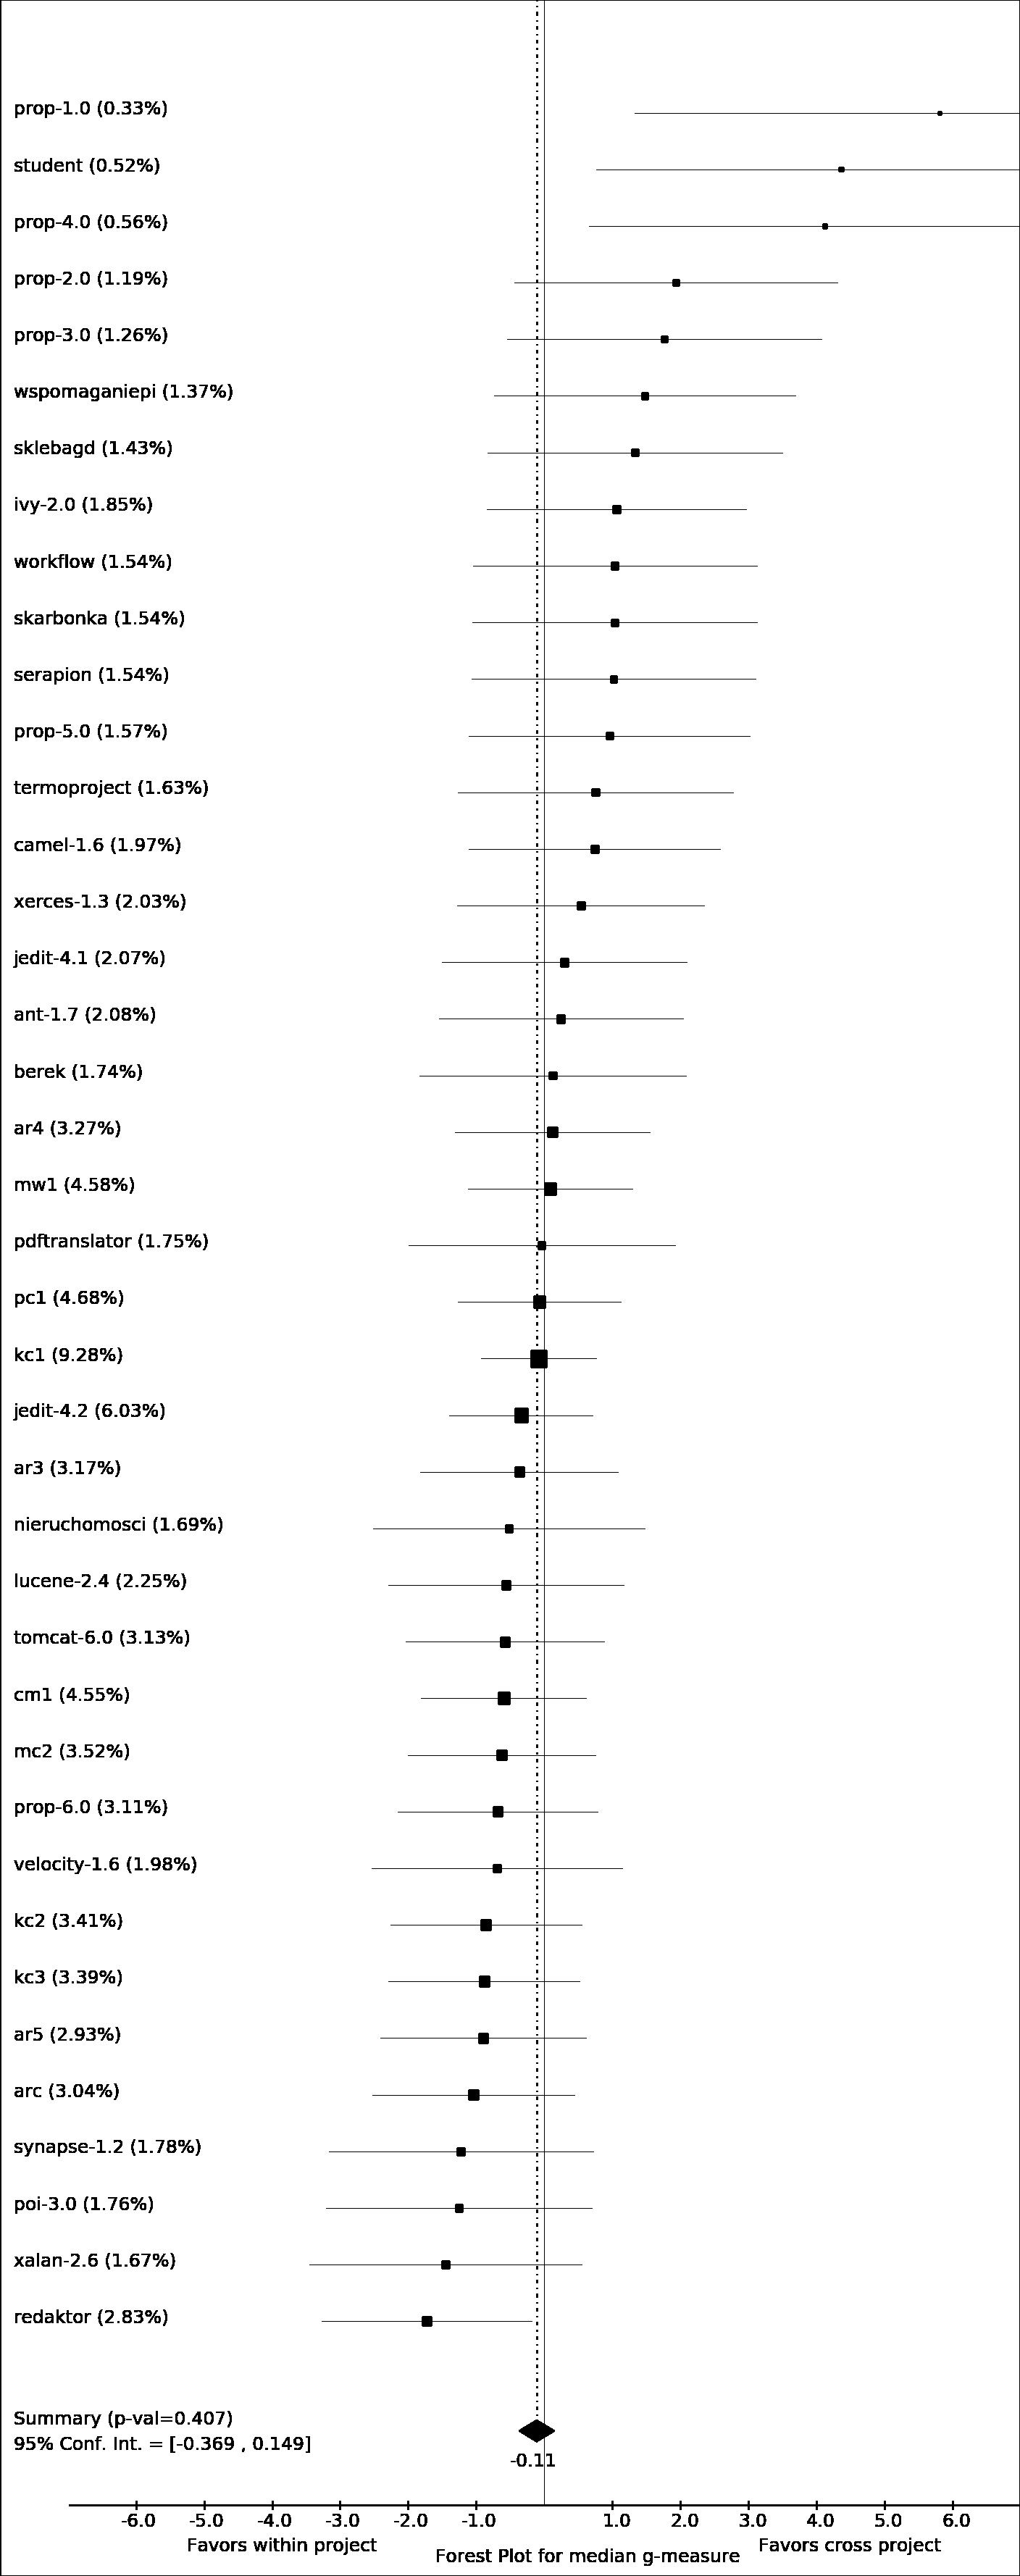 prop-1.0 (0.33%)
student (0.52%)
prop-4.0 (0.56%)
prop-2.0 (1.19%)
prop-3.0 (1.26%)
wspomaganiepi (1.37%)
sklebagd (1.43%)
ivy-2.0 (1.85%)
workflow (1.54%)
skarbonka (1.54%)
serapion (1.54%)
prop-5.0 (1.57%)
termoproject (1.63%)
camel-1.6 (1.97%)
xerces-1.3 (2.03%)
jedit-4.1 (2.07%)
ant-1.7 (2.08%)
berek (1.74%)
ar4 (3.27%)
mw1 (4.58%)
pdftranslator (1.75%)
pc1 (4.68%)
kc1 (9.28%)
jedit-4.2 (6.03%)
ar3 (3.17%)
nieruchomosci (1.69%)
lucene-2.4 (2.25%)
tomcat-6.0 (3.13%)
cm1 (4.55%)
mc2 (3.52%)
prop-6.0 (3.11%)
velocity-1.6 (1.98%)
kc2 (3.41%)
kc3 (3.39%)
ar5 (2.93%)
arc (3.04%)
synapse-1.2 (1.78%)
poi-3.0 (1.76%)
xalan-2.6 (1.67%)
redaktor (2.83%)
Summary (p-val=0.407)
95% Conf. Int. = [-0.369 , 0.149]
-0.11
-6.0 -5.0 -4.0 -3.0 -2.0 -1.0 1.0 2.0 3.0 4.0 5.0 6.0
Favors within project Favors cross project
Forest Plot for median g-measure